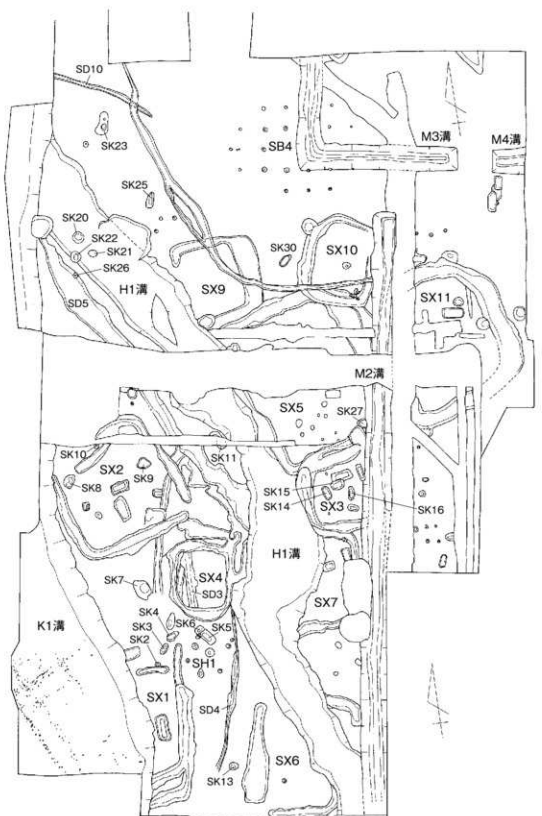 SD10
M3溝
M4溝
SK23
SB4
SK25
SK20
SK22
SK21
SK30
SX10
SK26
H1溝
SX9
SX11
SD5
M2溝
SX5
SK27
SK10
SK11
SX2
SK9
SK15
SK8
SK14
SX3
SK16
H1溝
SX4
SK7
SD3
SX7
SK4
SK6
K1溝
SK3
SK5
SK2
SH1
SX1
SD4
SK13
SX6